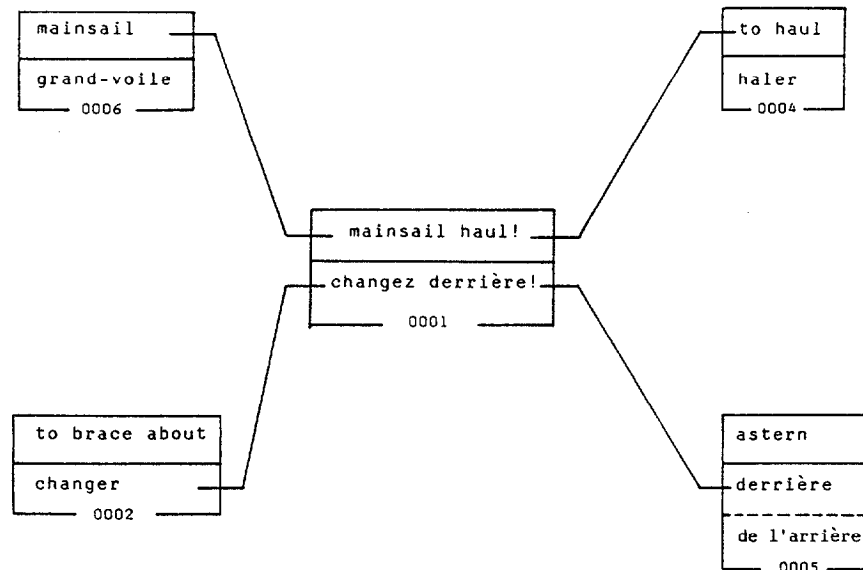 mainsail
grand-voile
0006
to haul
haler
0004
mainsail haul!
changez derrière!
0001
to brace about
changer
0002
astern
derrière
de l'arrière
0005